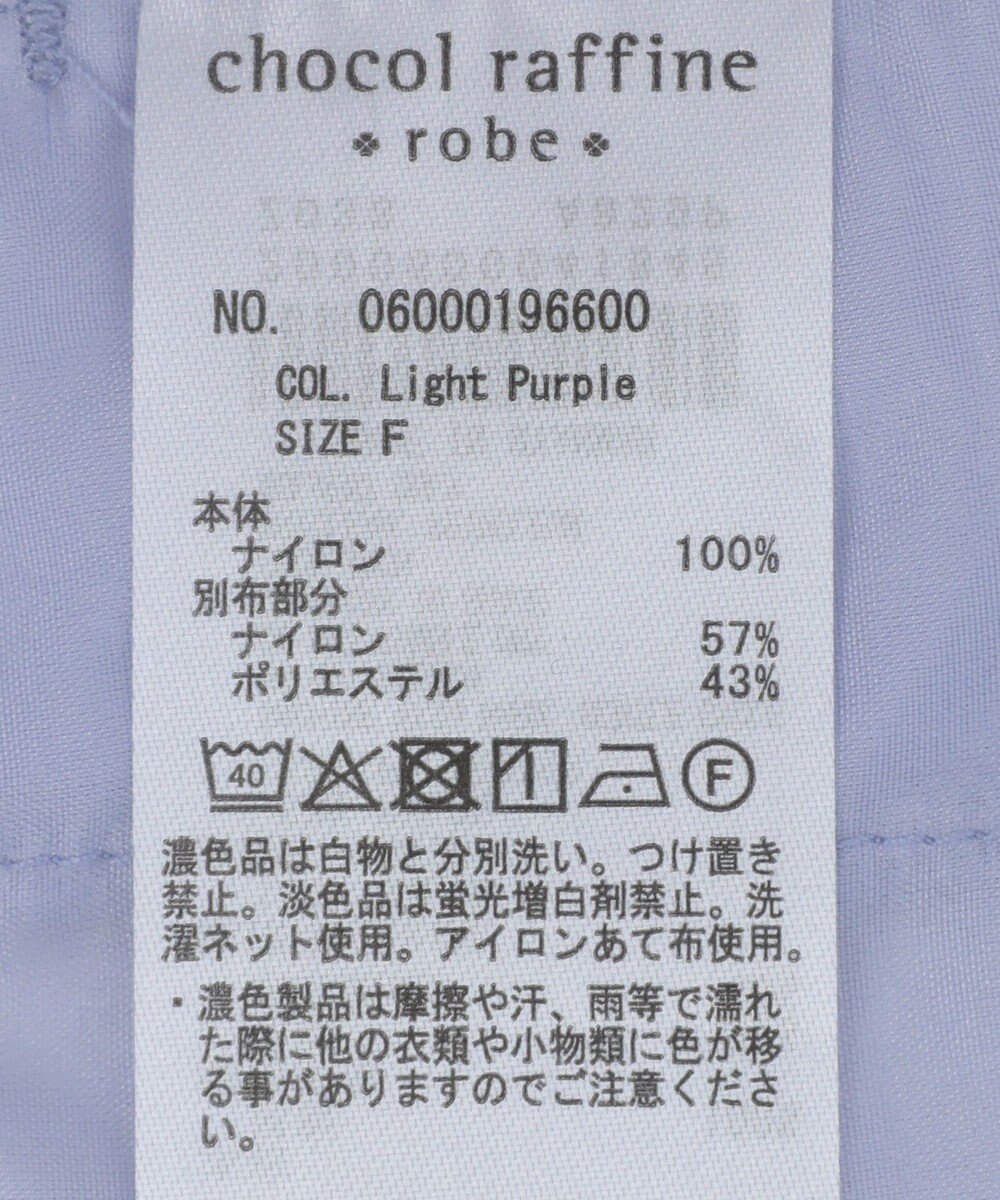 chocol raffine
robe
NO. 06000196600
COL. Light Purple
SIZE F
本体
ナイロン 100%
別布部分
ナイロン 57%
ポリエステル 43%
40 F
濃色品は白物と分別洗い。つけ置き
禁止。淡色品は蛍光増白剤禁止。洗
濯ネット使用。アイロンあて布使用。
・濃色製品は摩擦や汗、雨等で濡れ
た際に他の衣類や小物類に色が移
る事がありますのでご注意くださ
い。